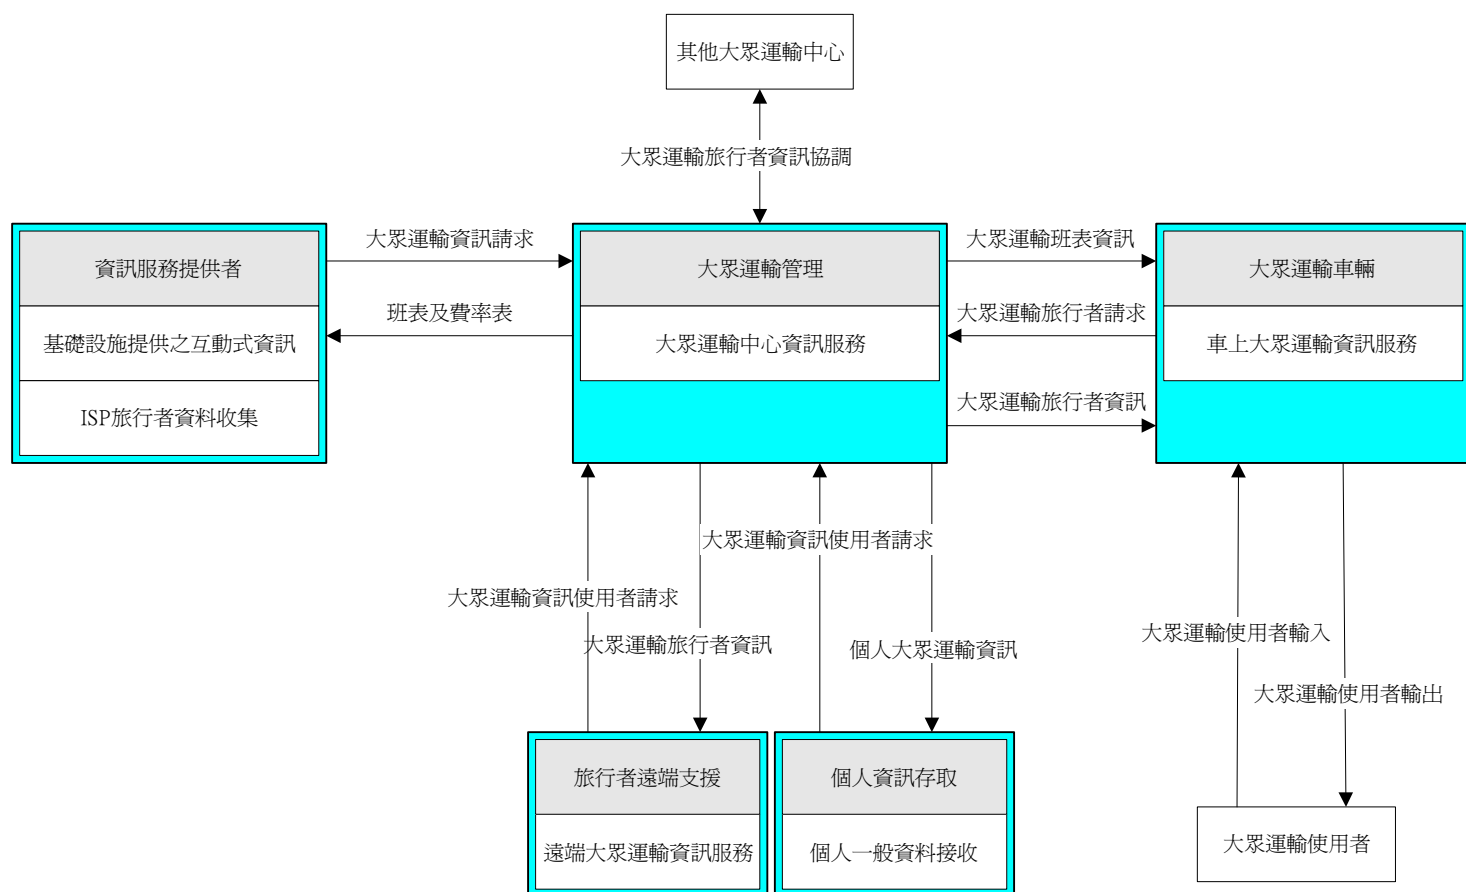 其他大眾運輸中心
大眾運輸旅行者資訊協調
資訊服務提供者
基礎設施提供之互動式資訊
ISP旅行者資料收集
大眾運輸資訊請求
班表及費率表
大眾運輸管理
大眾運輸中心資訊服務
大眾運輸班表資訊
大眾運輸旅行者請求
大眾運輸旅行者資訊
大眾運輸車輛
車上大眾運輸資訊服務
大眾運輸資訊使用者請求
大眾運輸資訊使用者請求
大眾運輸旅行者資訊
個人大眾運輸資訊
大眾運輸使用者輸入
大眾運輸使用者輸出
旅行者遠端支援
遠端大眾運輸資訊服務
個人資訊存取
個人一般資料接收
大眾運輸使用者